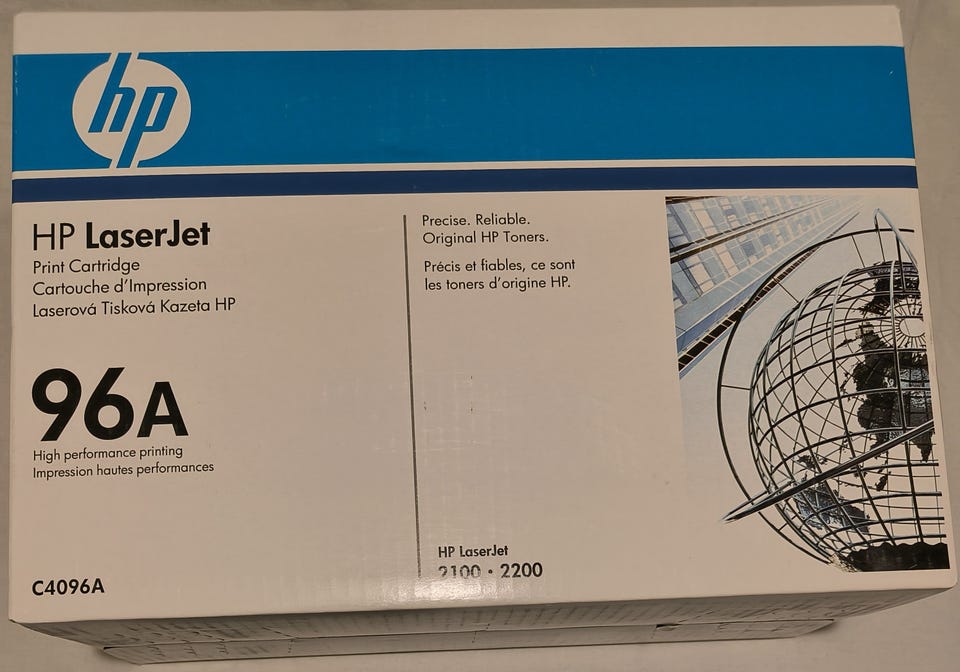 hp
HP LaserJet
Print Cartridge
Cartouche d'Impression
Laserová Tisková Kazeta HP
96A
High performance printing
Impression hautes performances
C4096A
Precise. Reliable.
Original HP Toners.
Précis et fiables, ce sont
les toners d'origine HP.
HP LaserJet
2100 • 2200